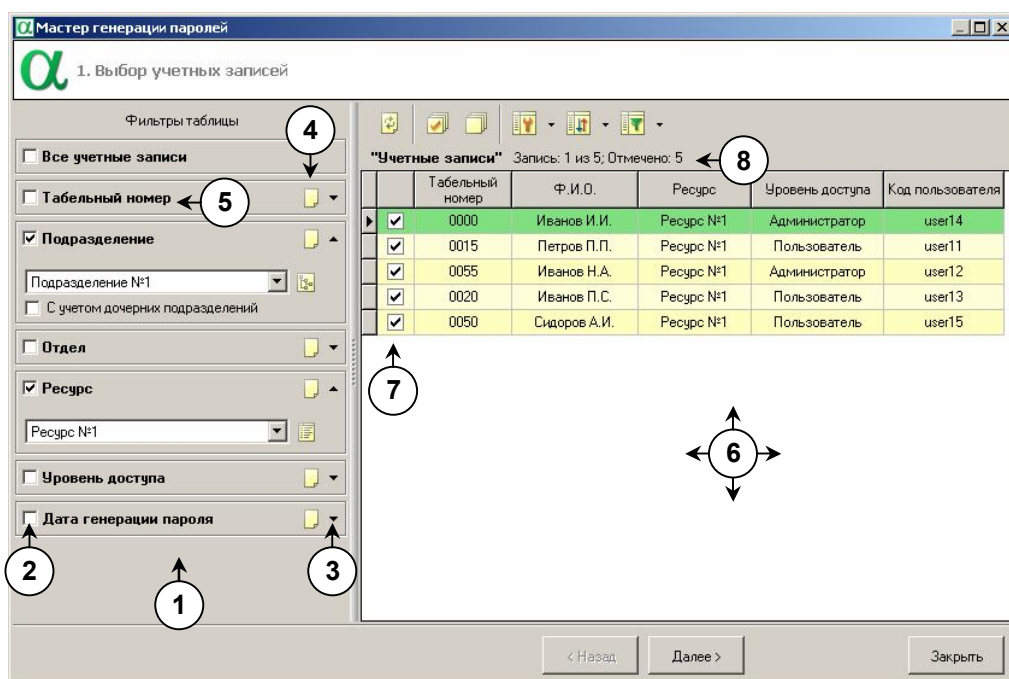 Мастер генерации паролей
α 1. Выбор учетных записей
Фильтры таблицы
4
Все учетные записи
"Учетные записи" Запись: 1 из 5; Отмечено: 5
8
Табельный номер
5
Табельный номер Ф.И.О. Ресурс Уровень доступа Код пользователя
0000 Иванов И.И. Ресурс №1 Администратор user14
0015 Петров П.П. Ресурс №1 Пользователь user11
0055 Иванов Н.А. Ресурс №1 Администратор user12
0020 Иванов П.С. Ресурс №1 Пользователь user13
0050 Сидоров А.И. Ресурс №1 Пользователь user15
Подразделение
Подразделение №1
С учетом дочерних подразделений
Отдел
7
Ресурс
Ресурс №1
6
Уровень доступа
Дата генерации пароля
2
3
1
< Назад
Далее >
Закрыть